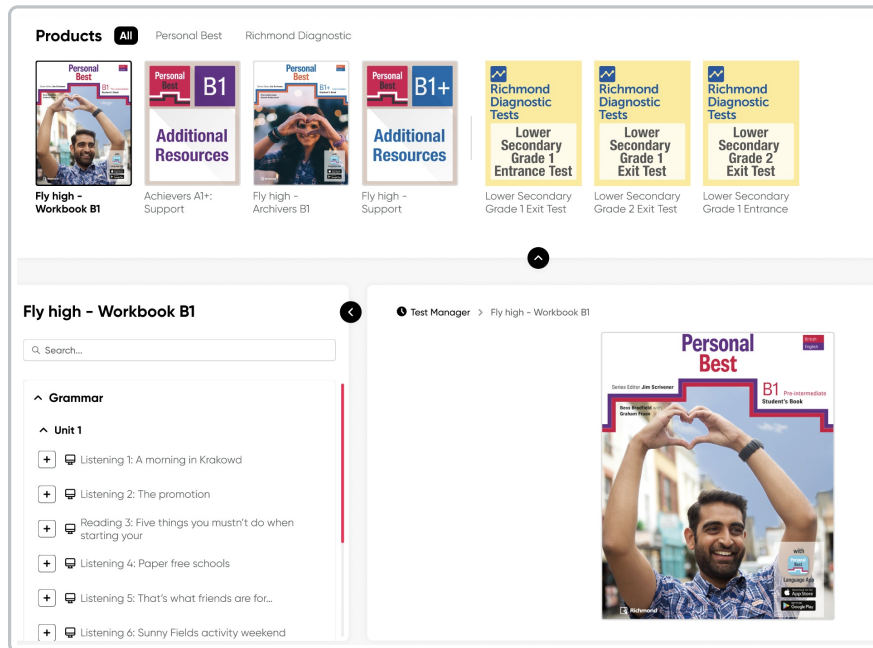 Products All Personal Best Richmond Diagnostic
Personal
Best
B1
Personal
Best
B1
Additional
Resources
Personal
Best
B1+
Personal
Best
B1+
Additional
Resources
Richmond
Diagnostic
Tests
Lower
Secondary
Grade 1
Entrance Test
Richmond
Diagnostic
Tests
Lower
Secondary
Grade 1
Exit Test
Richmond
Diagnostic
Tests
Lower
Secondary
Grade 2
Exit Test
Fly high -
Workbook B1
Achievers A1+:
Support
Fly high -
Archivers B1
Fly high -
Support
Lower Secondary
Grade 1 Exit Test
Lower Secondary
Grade 2 Exit Test
Lower Secondary
Grade 1 Entrance
Fly high - Workbook B1
Search...
Grammar
Unit 1
Listening 1: A morning in Krakowd
Listening 2: The promotion
Reading 3: Five things you mustn't do when
starting your
Listening 4: Paper free schools
Listening 5: That's what friends are for...
Listening 6: Sunny Fields activity weekend
Test Manager > Fly high - Workbook B1
Personal
Best
British
English
Series Editor Jim Scrivener
B1 Pre-intermediate
Student's Book
Bess Bradfield with
Graham Fruen
with
Personal
Best
Language App
App Store
Google Play
Richmond